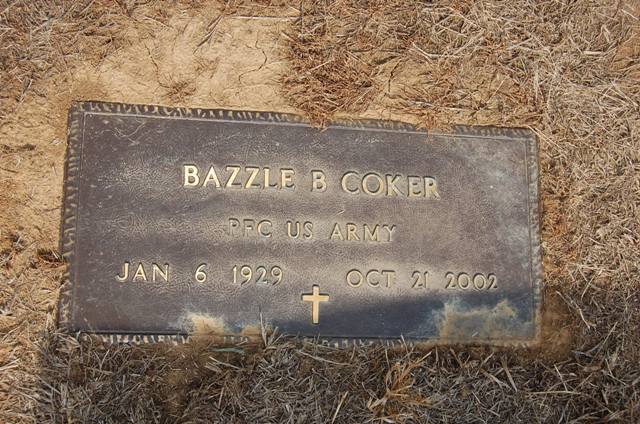 BAZZLE B COKER
PFC US ARMY
JAN 6 1929 OCT 21 2002